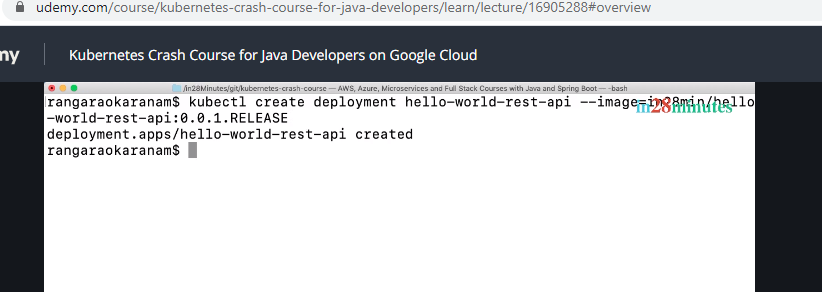 udemy.com/course/kubernetes-crash-course-for-java-developers/learn/lecture/16905288#overview
my Kubernetes Crash Course for Java Developers on Google Cloud
/in28Minutes/git/kubernetes-crash-course — AWS, Azure, Microservices and Full Stack Courses with Java and Spring Boot — -bash
rangaraokaranam$ kubectl create deployment hello-world-rest-api --image=in28min/hello
in28minutes
-world-rest-api:0.0.1.RELEASE
deployment.apps/hello-world-rest-api created
rangaraokaranam$